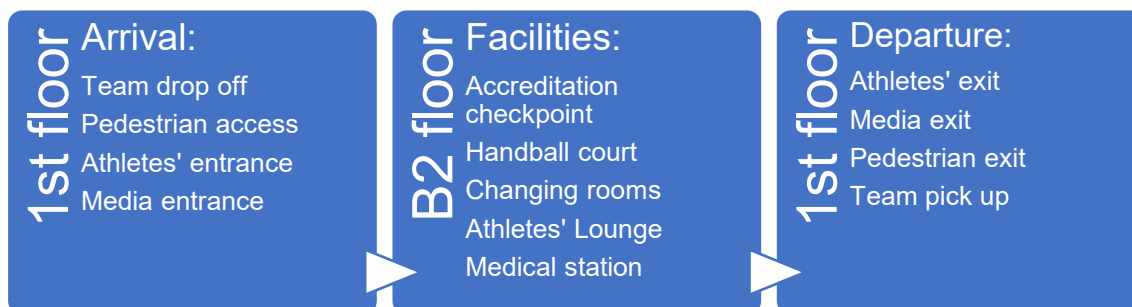 1st floor
Arrival:
Team drop off
Pedestrian access
Athletes' entrance
Media entrance
B2 floor
Facilities:
Accreditation
checkpoint
Handball court
Changing rooms
Athletes' Lounge
Medical station
1st floor
Departure:
Athletes' exit
Media exit
Pedestrian exit
Team pick up